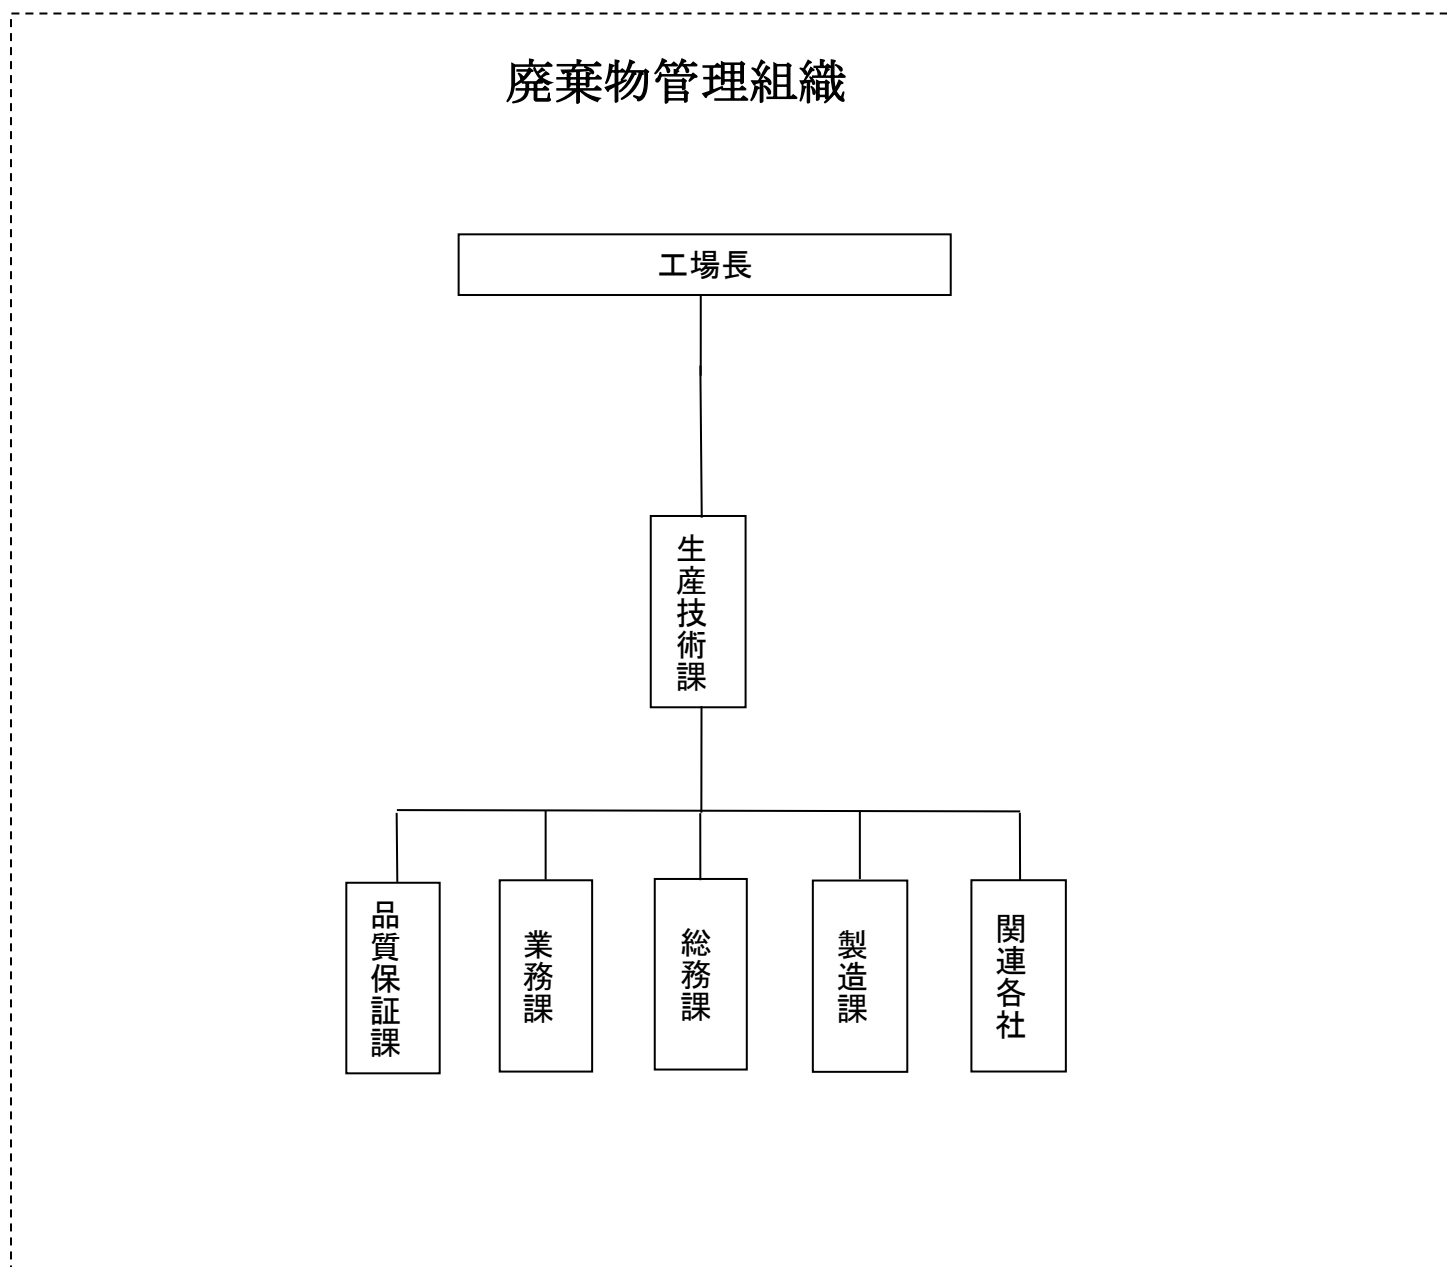 廃棄物管理組織
工場長
生産技術課
品質保証課
業務課
総務課
製造課
関連各社